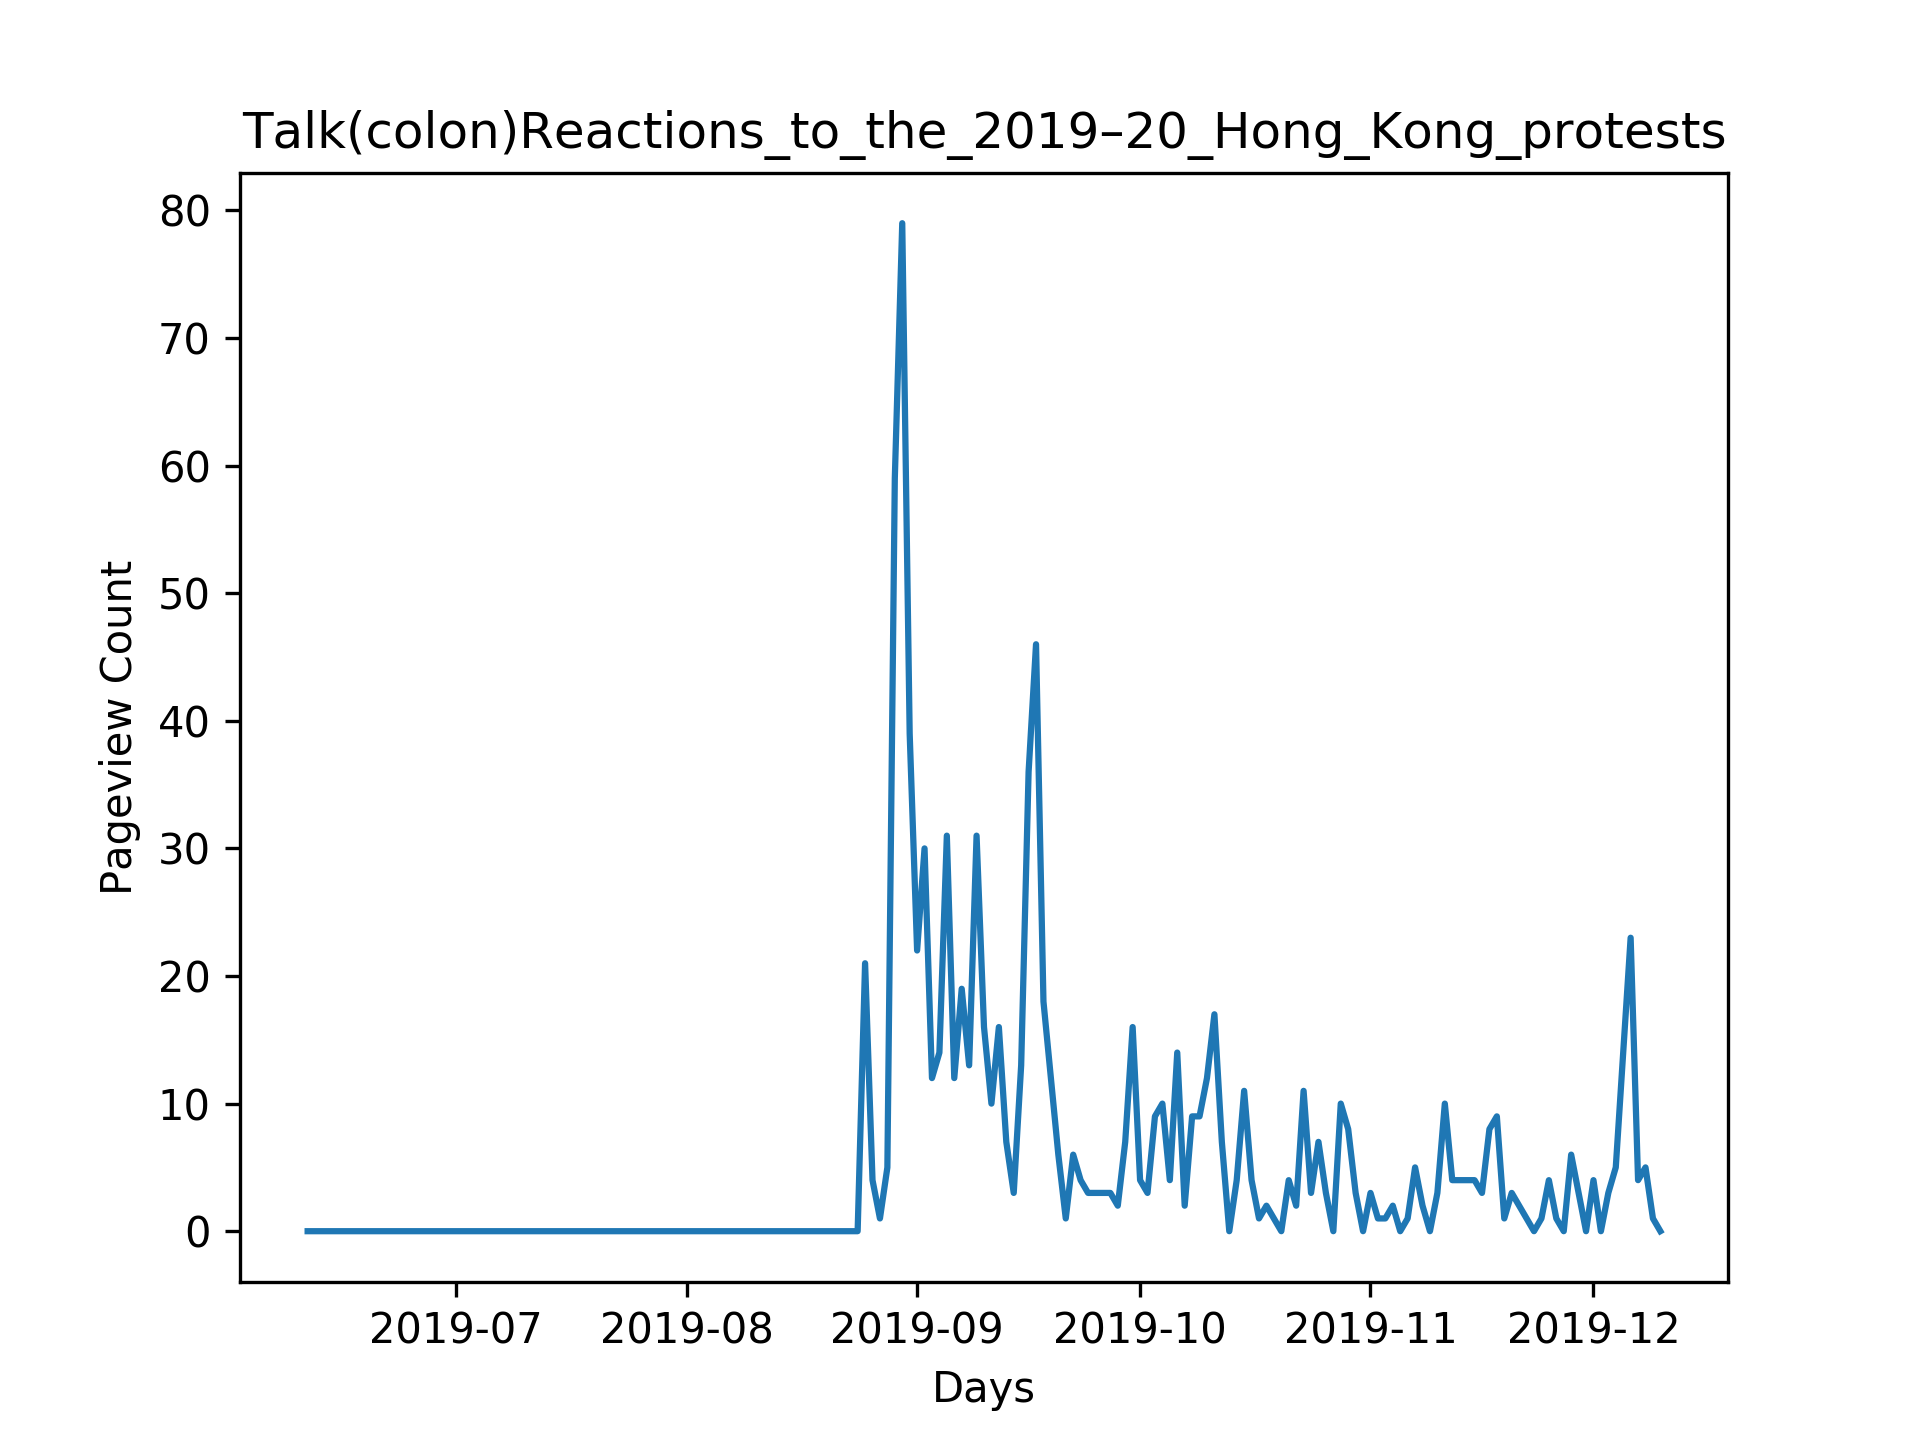 Talk(colon)Reactions_to_the_2019–20_Hong_Kong_protests
80
70
60
50
40
30
20
10
0
Pageview Count
2019-07 2019-08 2019-09 2019-10 2019-11 2019-12
Days